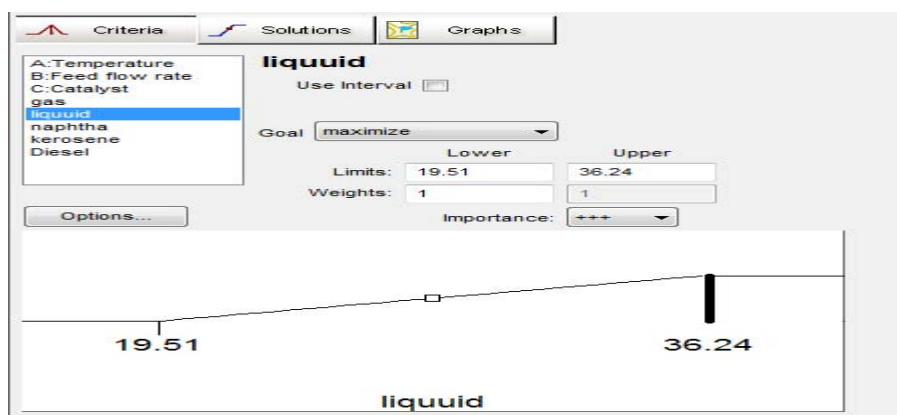 Criteria Solutions Graphs
A:Temperature
B:Feed flow rate
C:Catalyst
gas
liquuid
naphtha
kerosene
Diesel
Options...
liquuid
Use Interval
Goal maximize
Lower Upper
Limits: 19.51 36.24
Weights: 1 1
Importance: +++
19.51 36.24
liquuid